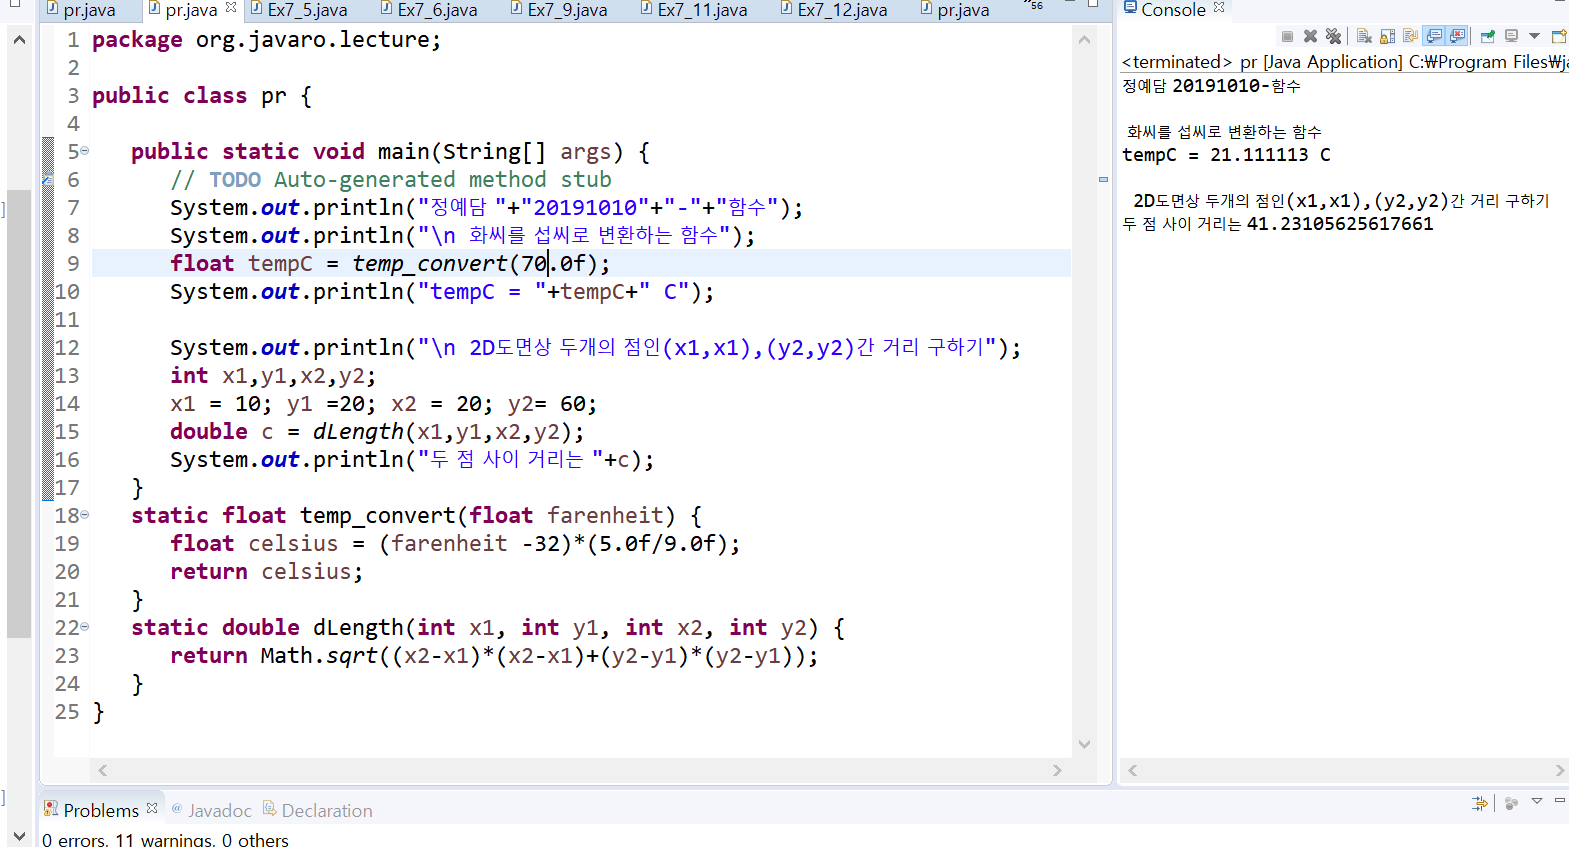 pr.java pr.java Ex7_5.java Ex7_6.java Ex7_9.java Ex7_11.java Ex7_12.java pr.java 56
1 package org.javaro.lecture;
2
3 public class pr {
4
5 public static void main(String[] args) {
6 // TODO Auto-generated method stub
7 System.out.println("정예담 "+"20191010"+"-"+"함수");
8 System.out.println("\n 화씨를 섭씨로 변환하는 함수");
9 float tempC = temp_convert(70.0f);
10 System.out.println("tempC = "+tempC+" C");
11
12 System.out.println("\n 2D도면상 두개의 점인(x1,x1),(y2,y2)간 거리 구하기");
13 int x1,y1,x2,y2;
14 x1 = 10; y1 =20; x2 = 20; y2= 60;
15 double c = dLength(x1,y1,x2,y2);
16 System.out.println("두 점 사이 거리는 "+c);
17 }
18 static float temp_convert(float farenheit) {
19 float celsius = (farenheit -32)*(5.0f/9.0f);
20 return celsius;
21 }
22 static double dLength(int x1, int y1, int x2, int y2) {
23 return Math.sqrt((x2-x1)*(x2-x1)+(y2-y1)*(y2-y1));
24 }
25 }
Problems @ Javadoc Declaration
0 errors, 11 warnings, 0 others
Console
<terminated> pr [Java Application] C:₩Program Files₩
정예담 20191010-함수
화씨를 섭씨로 변환하는 함수
tempC = 21.111113 C
2D도면상 두개의 점인(x1,x1),(y2,y2)간 거리 구하기
두 점 사이 거리는 41.23105625617661